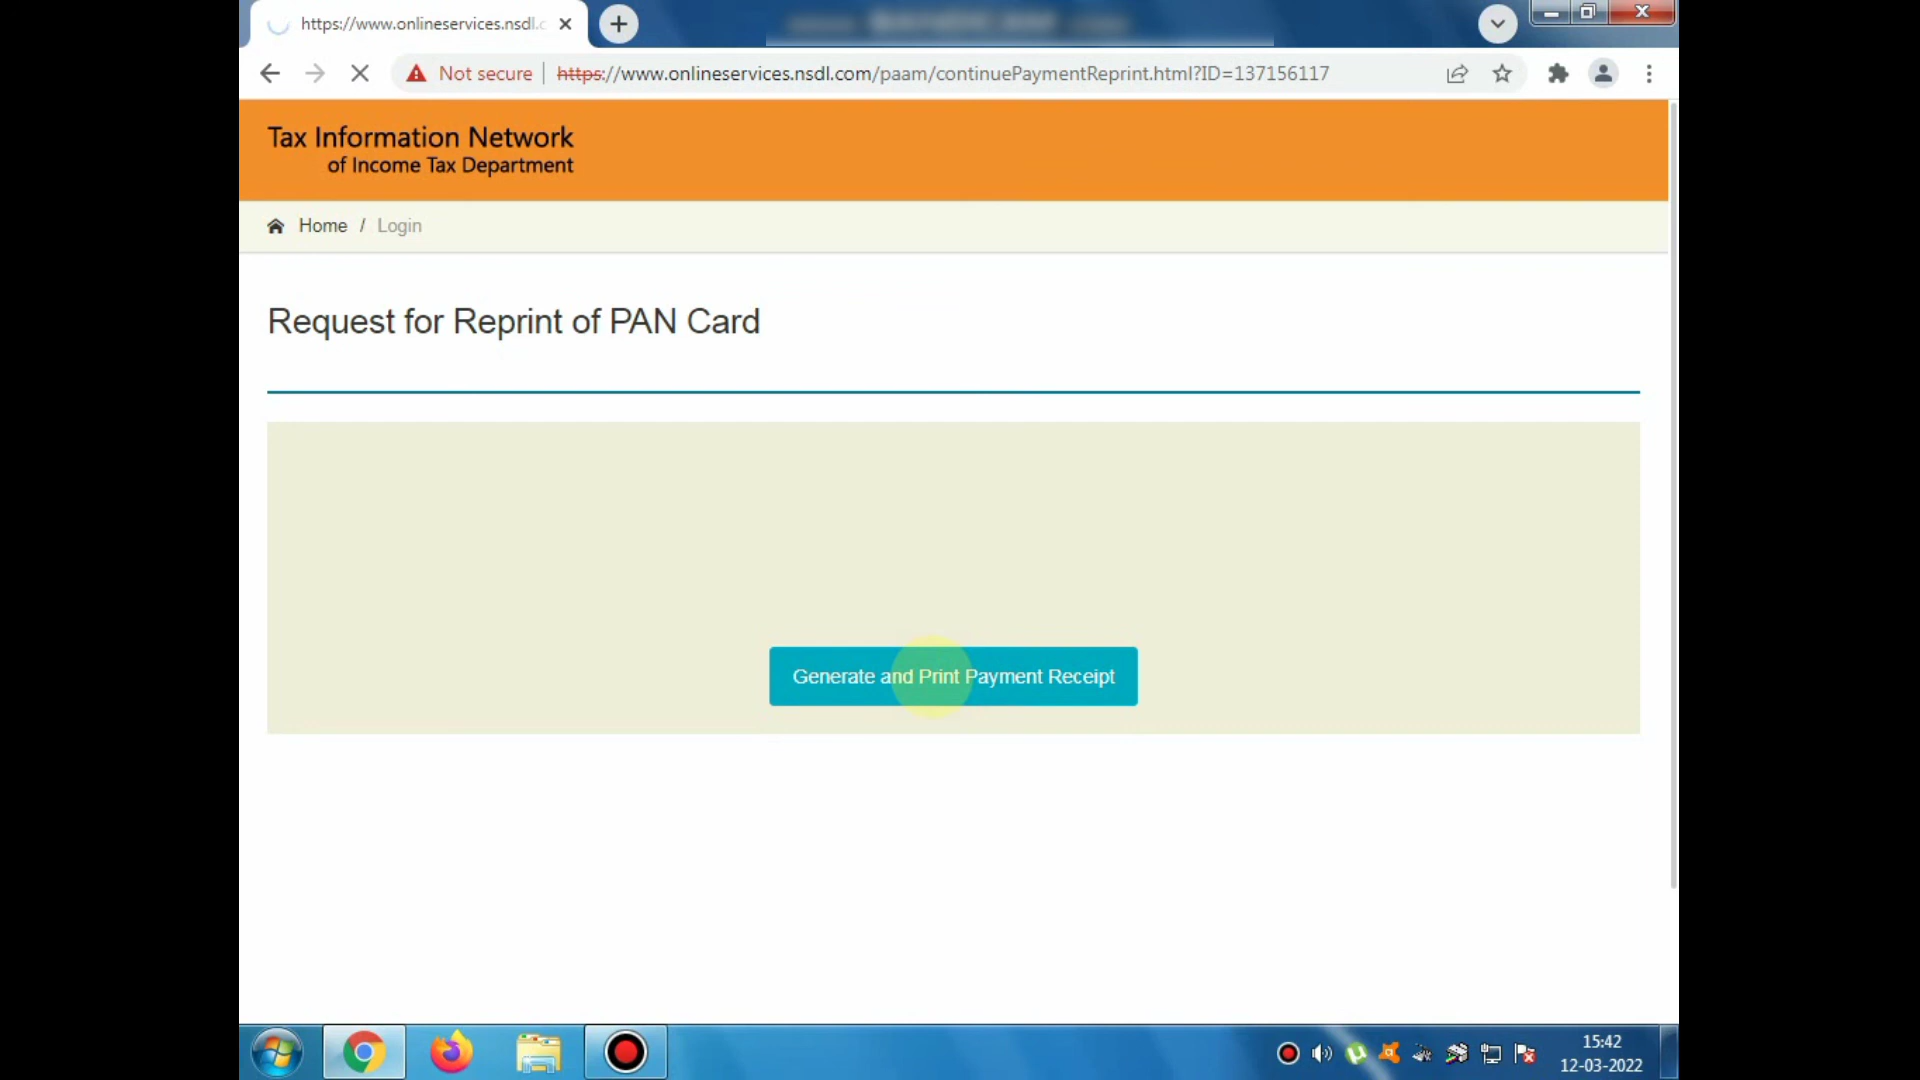 https://www.onlineservices.nsdl.c
Not secure https://www.onlineservices.nsdl.com/paam/continuePaymentReprint.html?ID=137156117
Tax Information Network
of Income Tax Department
Home / Login
Request for Reprint of PAN Card
Generate and Print Payment Receipt
15:42
12-03-2022